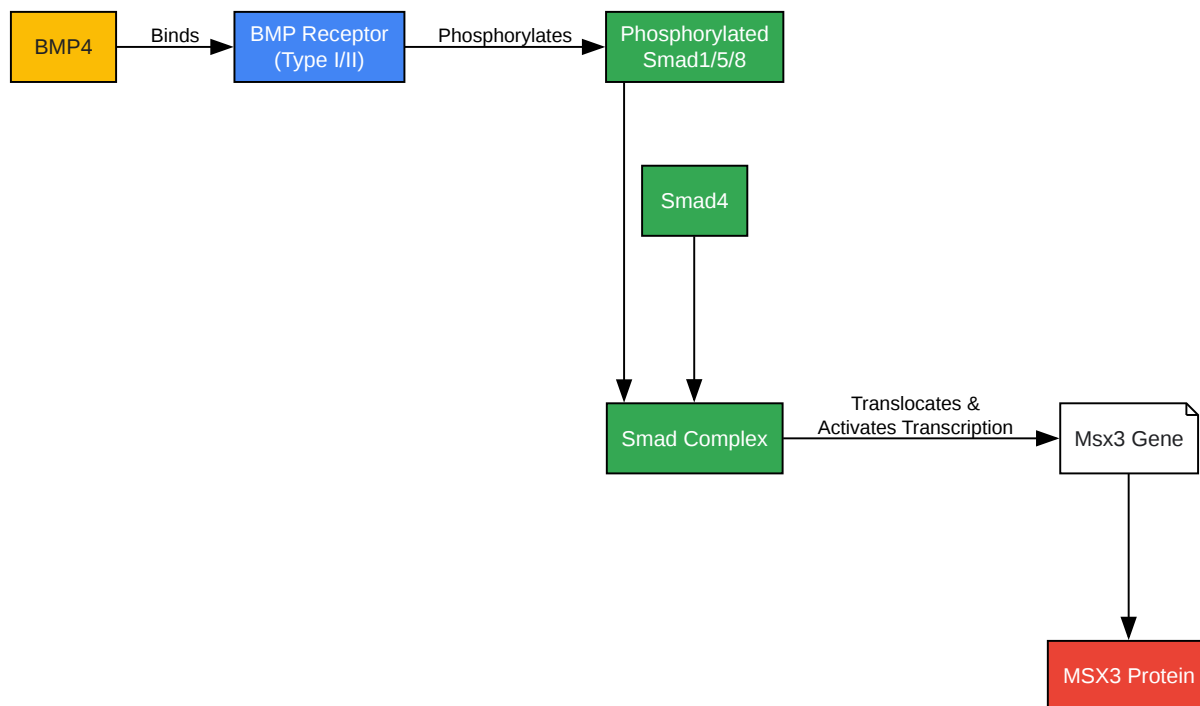 BMP4
Binds
BMP Receptor
(Type I/II)
Phosphorylates
Phosphorylated
Smad1/5/8
Smad4
Smad Complex
Translocates &
Activates Transcription
Msx3 Gene
MSX3 Protein